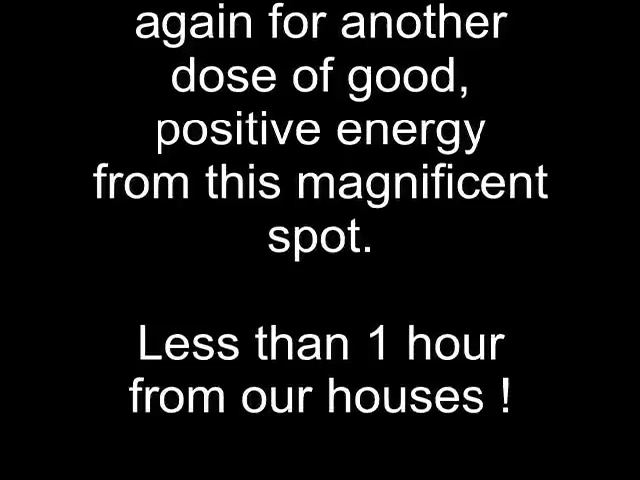 again for another
dose of good,
positive energy
from this magnificent
spot.
Less than 1 hour
from our houses !